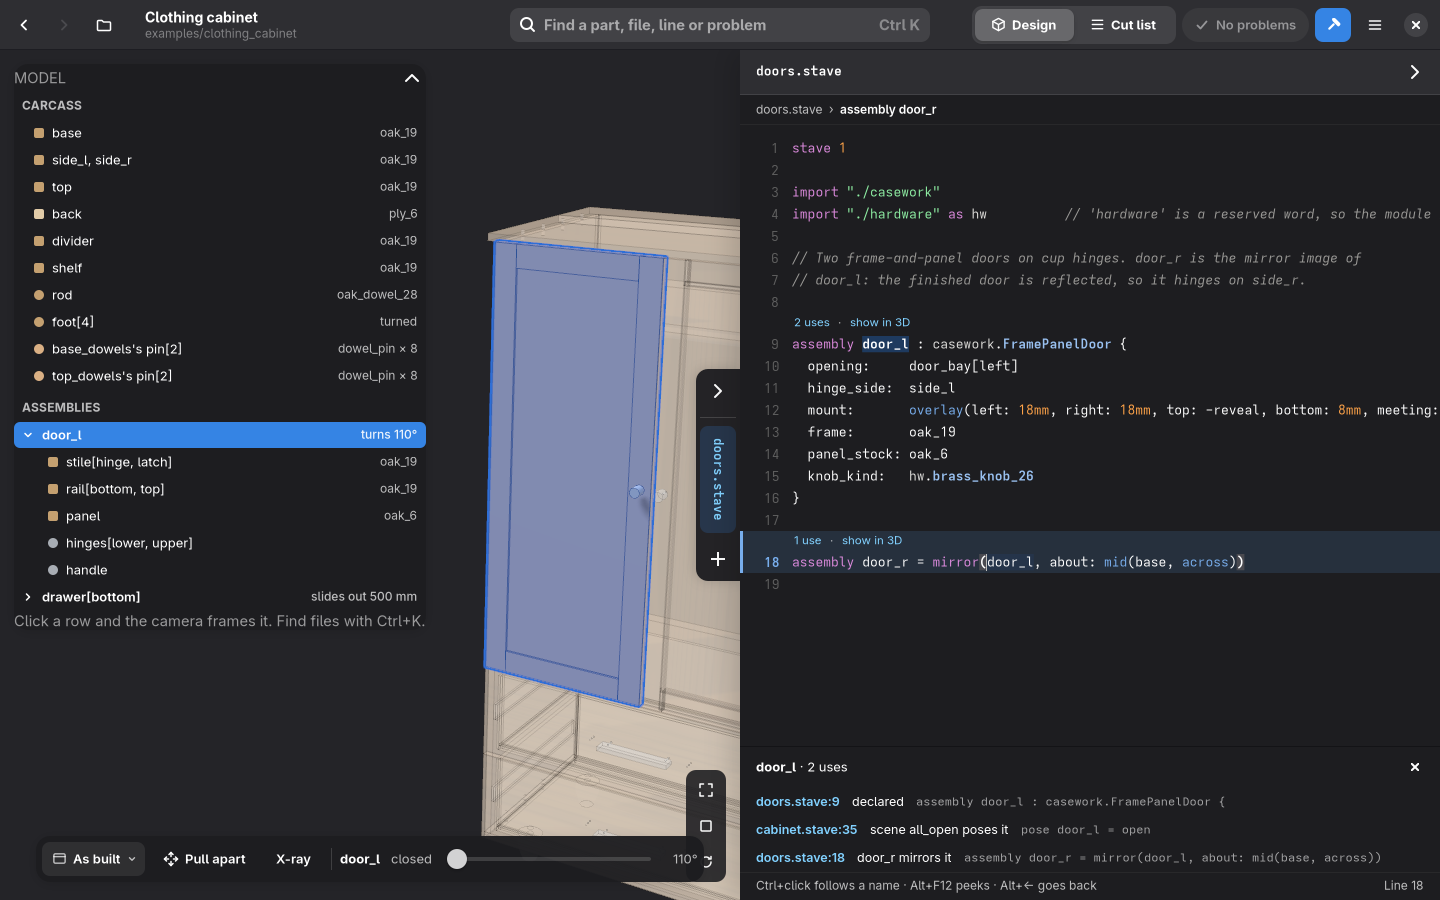 Clothing cabinet
examples/clothing_cabinet
Find a part, file, line or problem
Ctrl K
Design
Cut list
No problems
MODEL
CARCASS
base oak_19
side_l, side_r oak_19
top oak_19
back ply_6
divider oak_19
shelf oak_19
rod oak_dowel_28
foot[4] turned
base_dowels's pin[2] dowel_pin × 8
top_dowels's pin[2] dowel_pin × 8
ASSEMBLIES
door_l turns 110°
stile[hinge, latch] oak_19
rail[bottom, top] oak_19
panel oak_6
hinges[lower, upper]
handle
drawer[bottom] slides out 500 mm
Click a row and the camera frames it. Find files with Ctrl+K.
As built
Pull apart
X-ray
door_l closed
110°
doors.stave
doors.stave
doors.stave › assembly door_r
1 stave 1
2
3 import "./casework"
4 import "./hardware" as hw // 'hardware' is a reserved word, so the module
5
6 // Two frame-and-panel doors on cup hinges. door_r is the mirror image of
7 // door_l: the finished door is reflected, so it hinges on side_r.
8
2 uses · show in 3D
9 assembly door_l : casework.FramePanelDoor {
10 opening: door_bay[left]
11 hinge_side: side_l
12 mount: overlay(left: 18mm, right: 18mm, top: -reveal, bottom: 8mm, meeting:
13 frame: oak_19
14 panel_stock: oak_6
15 knob_kind: hw.brass_knob_26
16 }
17
1 use · show in 3D
18 assembly door_r = mirror(door_l, about: mid(base, across))
19
door_l · 2 uses
doors.stave:9 declared assembly door_l : casework.FramePanelDoor {
cabinet.stave:35 scene all_open poses it pose door_l = open
doors.stave:18 door_r mirrors it assembly door_r = mirror(door_l, about: mid(base, across))
Ctrl+click follows a name · Alt+F12 peeks · Alt+← goes back
Line 18